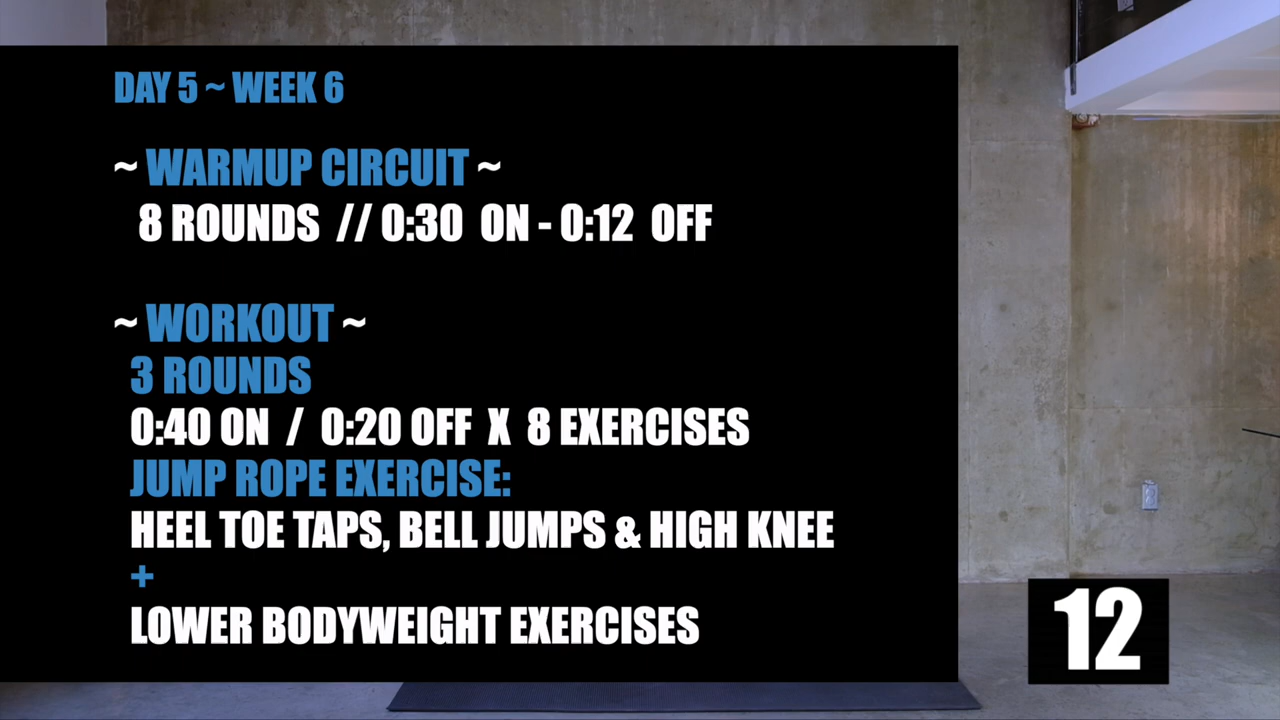 DAY 5 ~ WEEK 6
~ WARMUP CIRCUIT ~
8 ROUNDS // 0:30 ON - 0:12 OFF
~ WORKOUT ~
3 ROUNDS
0:40 ON / 0:20 OFF X 8 EXERCISES
JUMP ROPE EXERCISE:
HEEL TOE TAPS, BELL JUMPS & HIGH KNEE
+
LOWER BODYWEIGHT EXERCISES
12